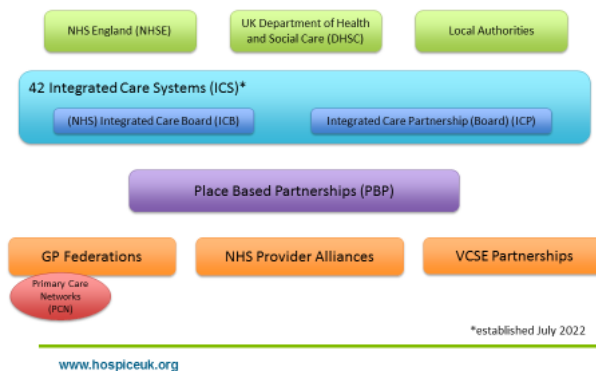 NHS England (NHSE)
UK Department of Health
and Social Care (DHSC)
Local Authorities
42 Integrated Care Systems (ICS)*
(NHS) Integrated Care Board (ICB)
Integrated Care Partnership (Board) (ICP)
Place Based Partnerships (PBP)
GP Federations
NHS Provider Alliances
VCSE Partnerships
Primary Care
Networks
(PCN)
*established July 2022
www.hospiceuk.org